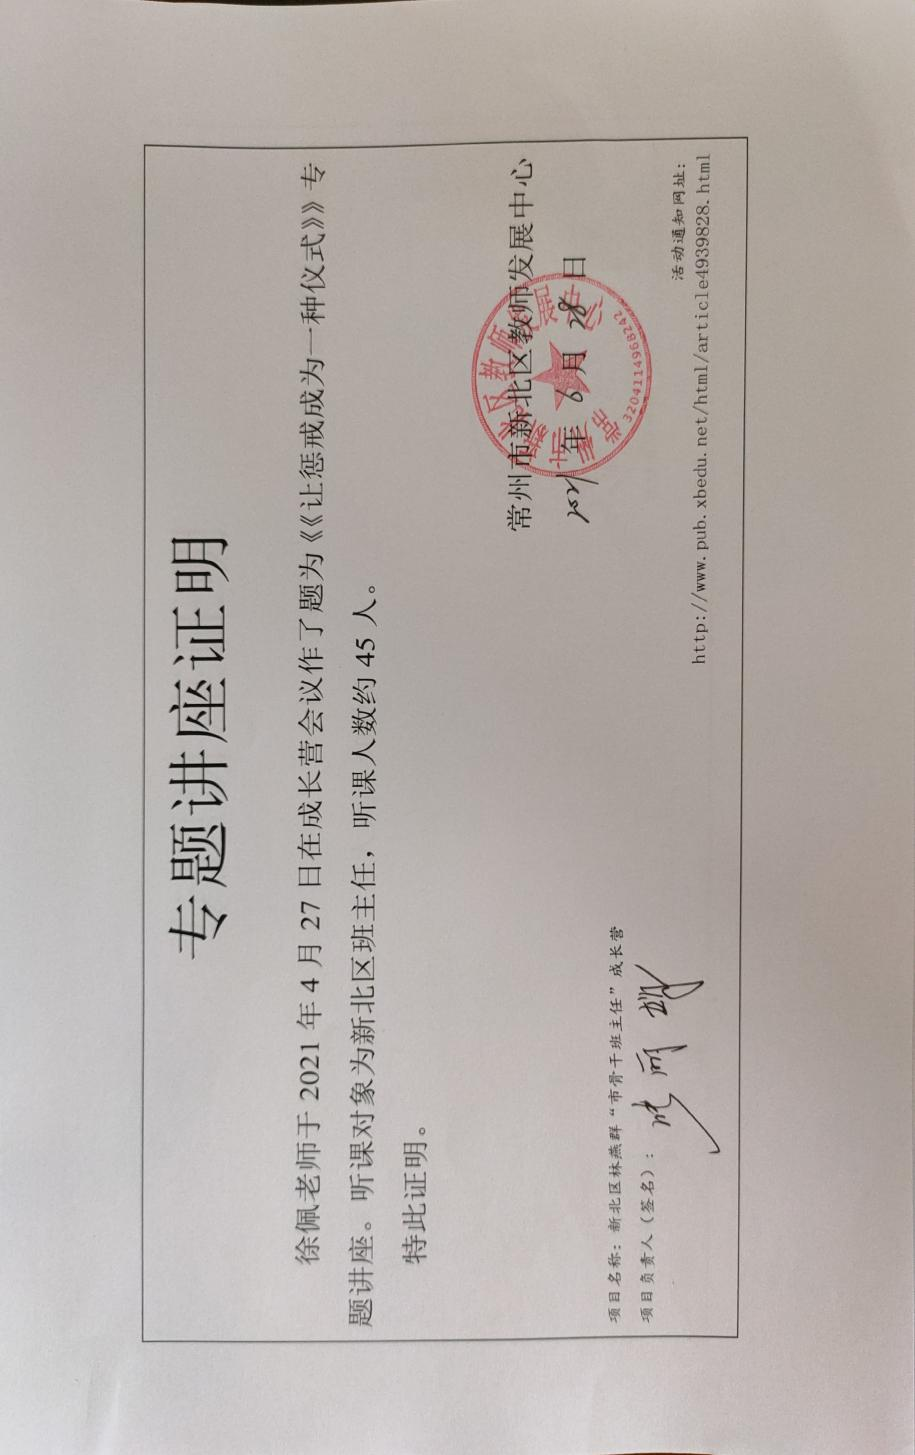 专题讲座证明
徐佩老师于 2021 年 4 月 27 日在成长营会议作了题为《《让惩戒成为一种仪式》》专
题讲座。听课对象为新北区班主任，听课人数约 45 人。
特此证明。
常州市新北区教师发展中心
2021 年 6 月 28 日
3204114968242
项目名称：新北区林燕群“市骨干班主任”成长营
项目负责人（签名）：
活动通知网址：
http://www.pub.xbedu.net/html/article4939828.html